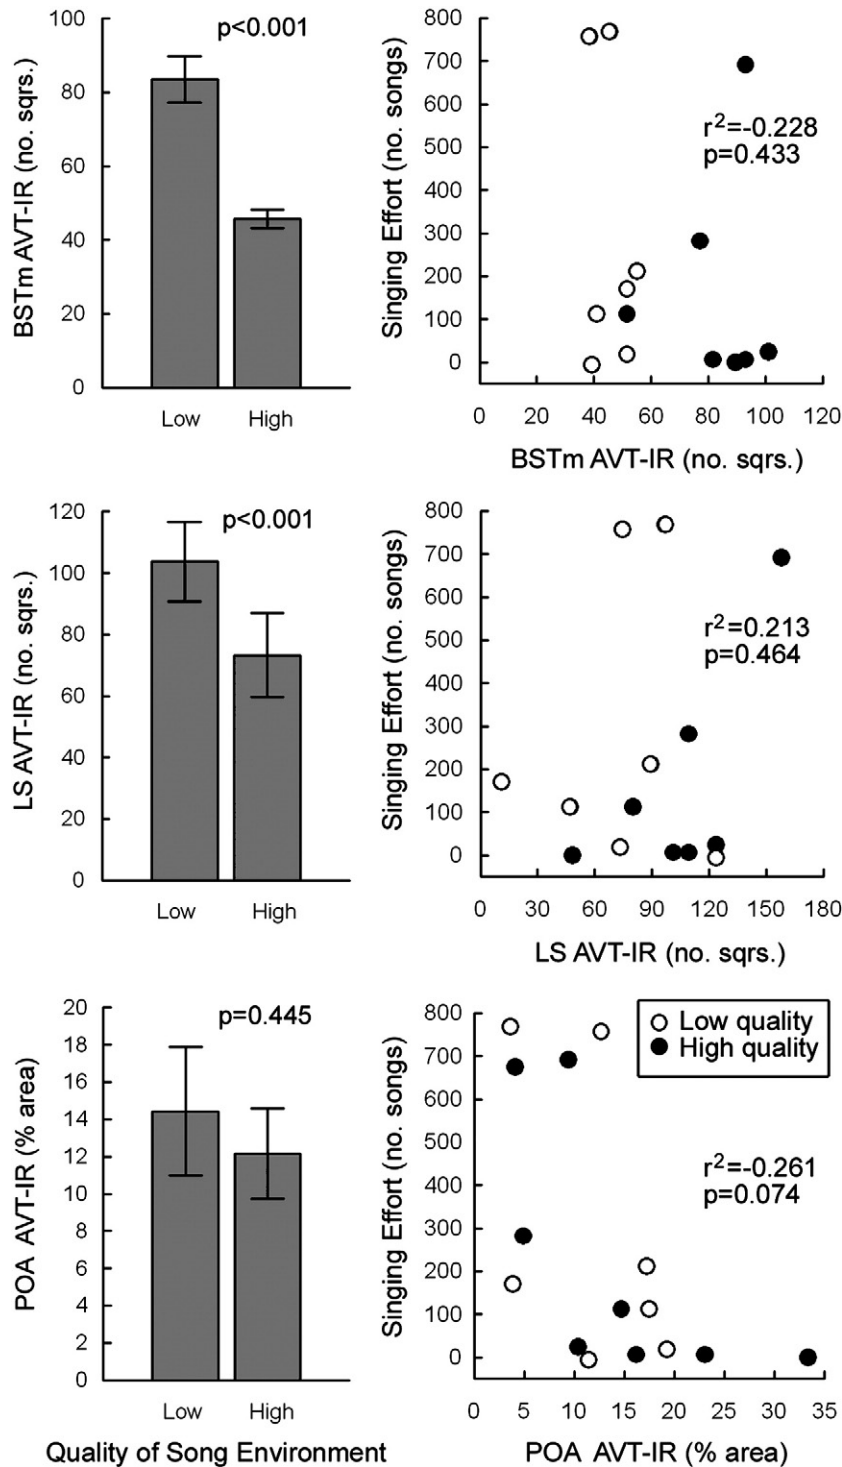 BSTm AVT-IR (no. sqrs.)
100
80
60
40
20
0
p<0.001
Low High
Singing Effort (no. songs)
800
700
600
500
400
300
200
100
0
r2=-0.228
p=0.433
0 20 40 60 80 100 120
BSTm AVT-IR (no. sqrs.)
LS AVT-IR (no. sqrs.)
120
100
80
60
40
20
0
p<0.001
Low High
Singing Effort (no. songs)
800
700
600
500
400
300
200
100
0
r2=0.213
p=0.464
0 30 60 90 120 150 180
LS AVT-IR (no. sqrs.)
POA AVT-IR (% area)
20
18
16
14
12
10
8
6
4
2
0
p=0.445
Low High
Quality of Song Environment
Singing Effort (no. songs)
800
700
600
500
400
300
200
100
0
Low quality
High quality
r2=-0.261
p=0.074
0 5 10 15 20 25 30 35
POA AVT-IR (% area)